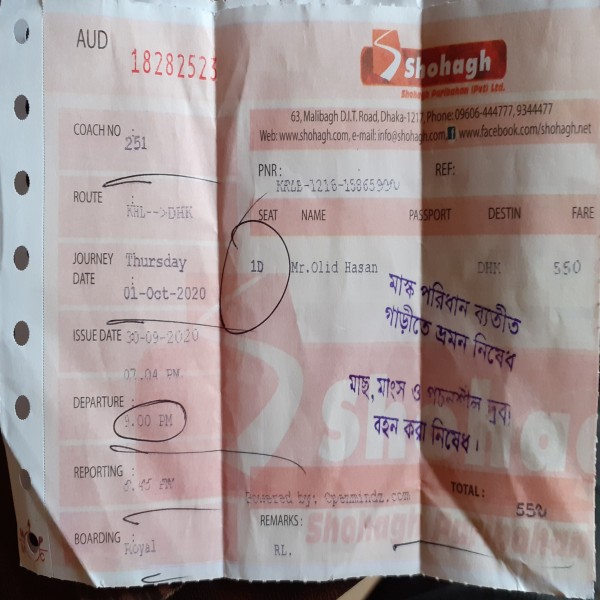 AUD
18282523
Shohagh
Shohagh Paribahan (Pvt) Ltd.
63, Malibagh D.I.T. Road, Dhaka-1217, Phone: 09606-444777, 9344477
Web: www.shohagh.com, e-mail: info@shohagh.com, f www.facebook.com/shohagh.net
COACH NO : 251
PNR : KRLB-1216-1586599
REF:
ROUTE : KHL-->DHK
SEAT NAME PASSPORT DESTIN FARE
1D Mr.Olid Hasan DHK 550
JOURNEY DATE : Thursday
01-Oct-2020
মাস্ক পরিধান ব্যতীত
গাড়ীতে ভ্রমন নিষেধ
মাছ, মাংস ও পচনশীল দ্রব্য
বহন করা নিষেধ।
ISSUE DATE : 30-09-2020
07.04 PM
DEPARTURE : 9.00 PM
REPORTING : 8.45 PM
BOARDING : Royal
Powered by: Openmindz.com
TOTAL : 550
REMARKS :
RL.
Shohagh
Shohagh Paribahan